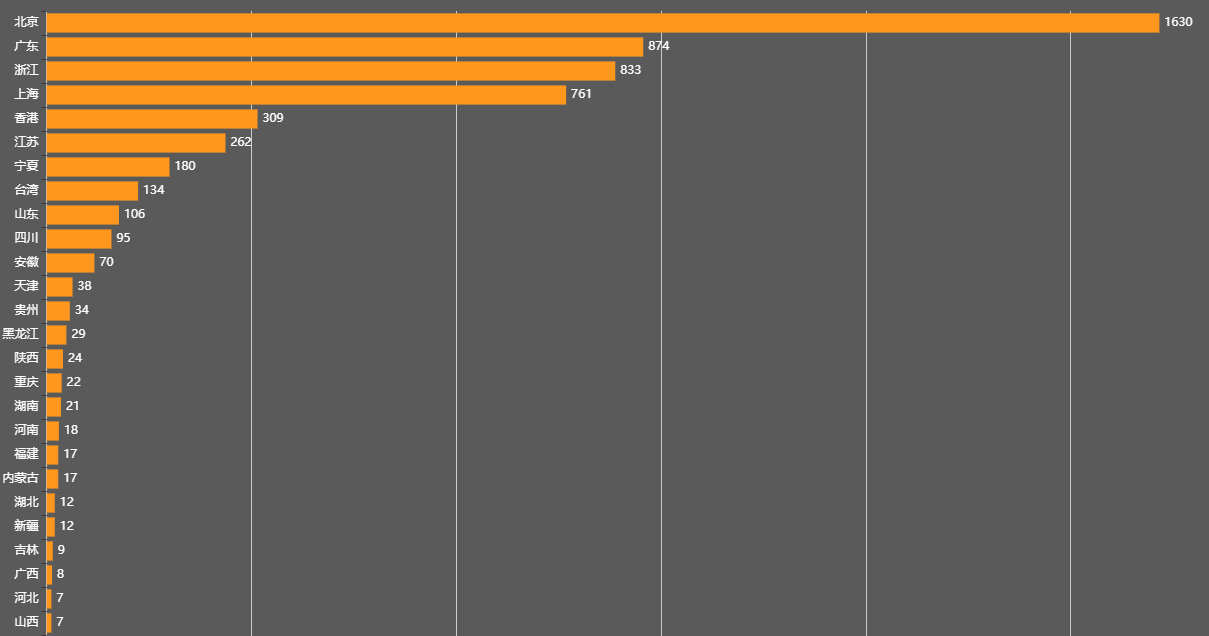 北京 1630
广东 874
浙江 833
上海 761
香港 309
江苏 262
宁夏 180
台湾 134
山东 106
四川 95
安徽 70
天津 38
贵州 34
黑龙江 29
陕西 24
重庆 22
湖南 21
河南 18
福建 17
内蒙古 17
湖北 12
新疆 12
吉林 9
广西 8
河北 7
山西 7